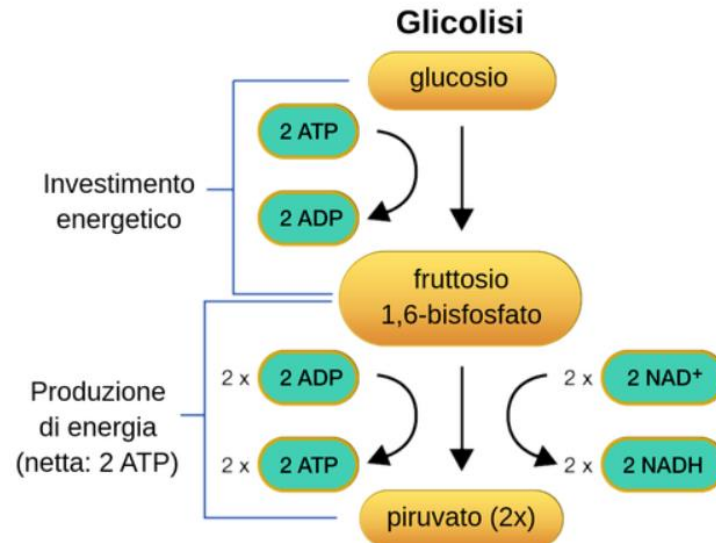 Glicolisi
glucosio
2 ATP
Investimento
energetico
2 ADP
fruttosio
1,6-bisfosfato
Produzione
di energia
(netta: 2 ATP)
2 x 2 ADP
2 x 2 NAD⁺
2 x 2 ATP
2 x 2 NADH
piruvato (2x)